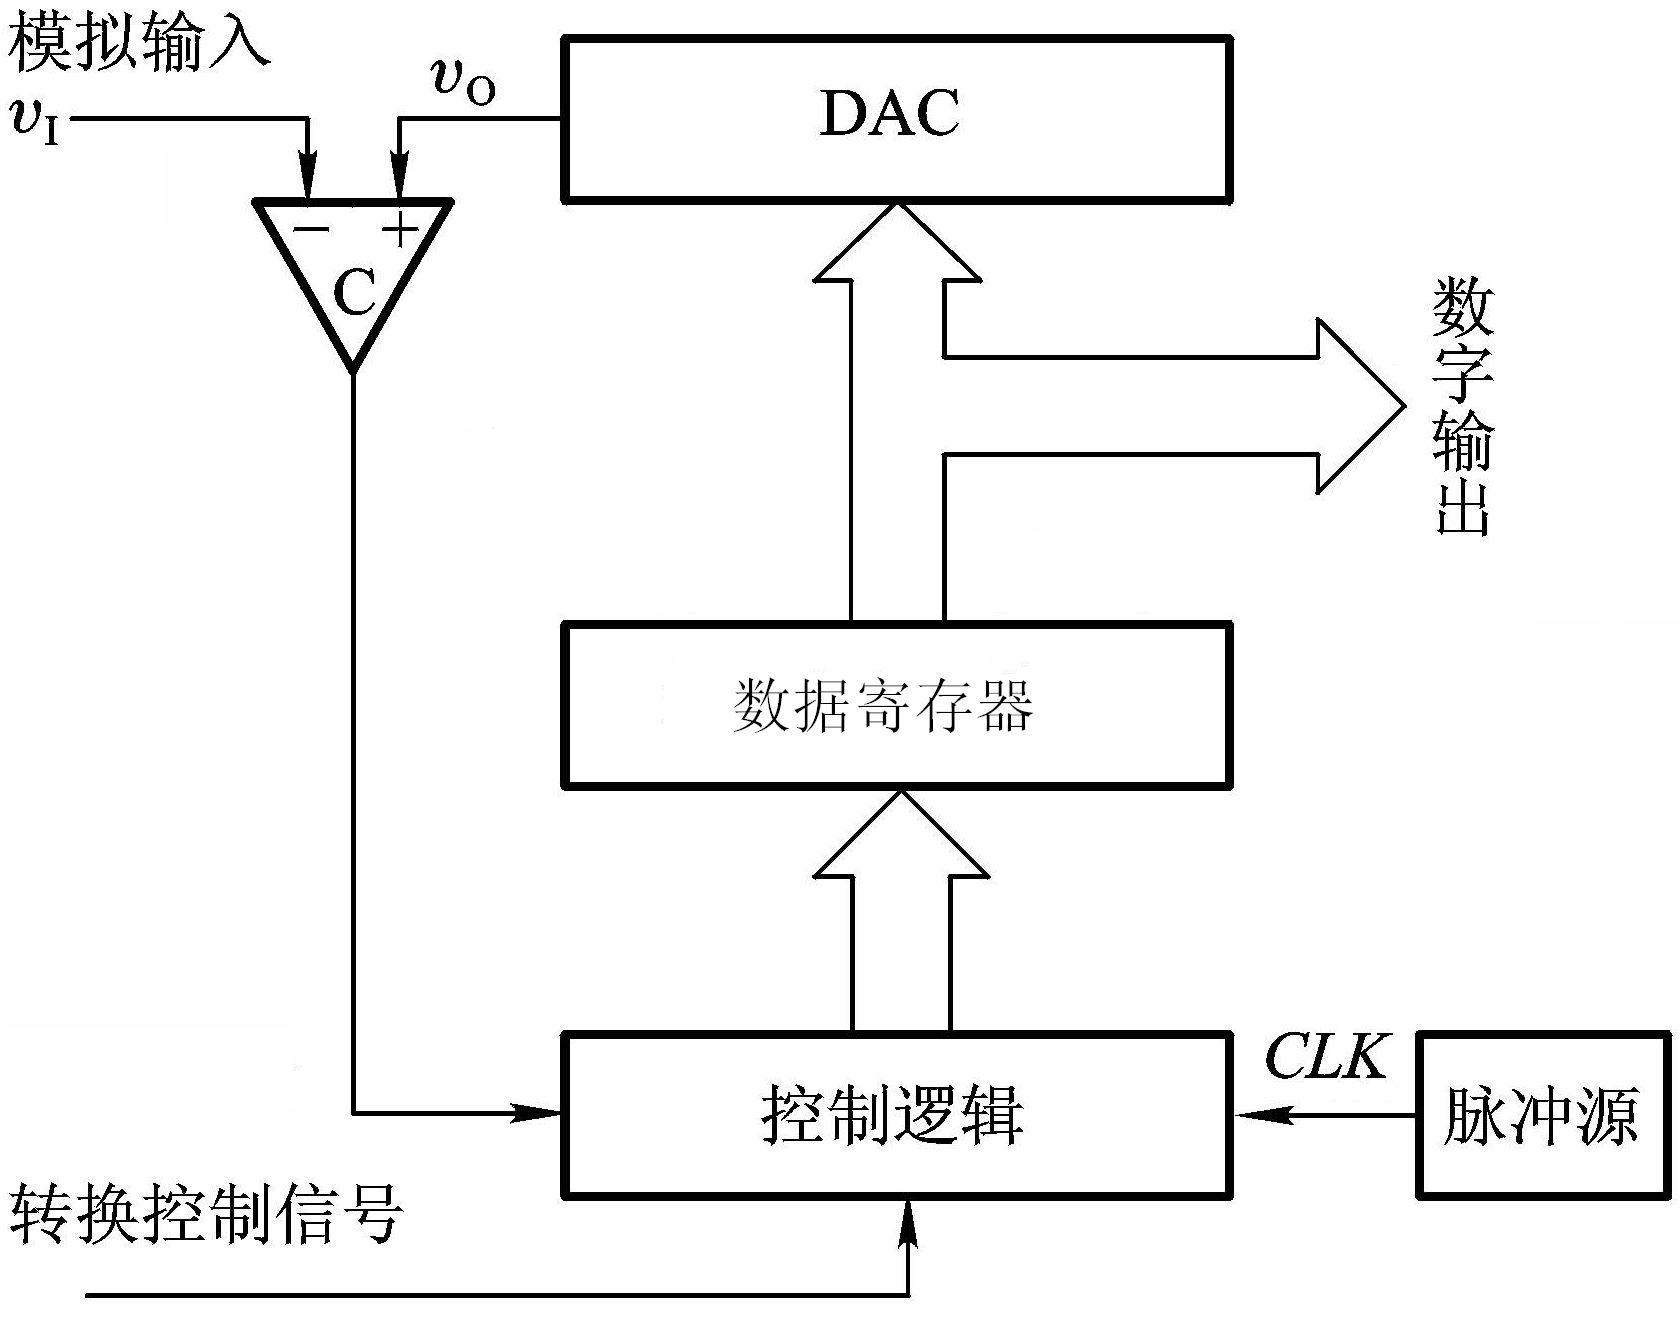 模拟输入
vI
vO
DAC
− +
C
数字输出
数据寄存器
控制逻辑
CLK
脉冲源
转换控制信号